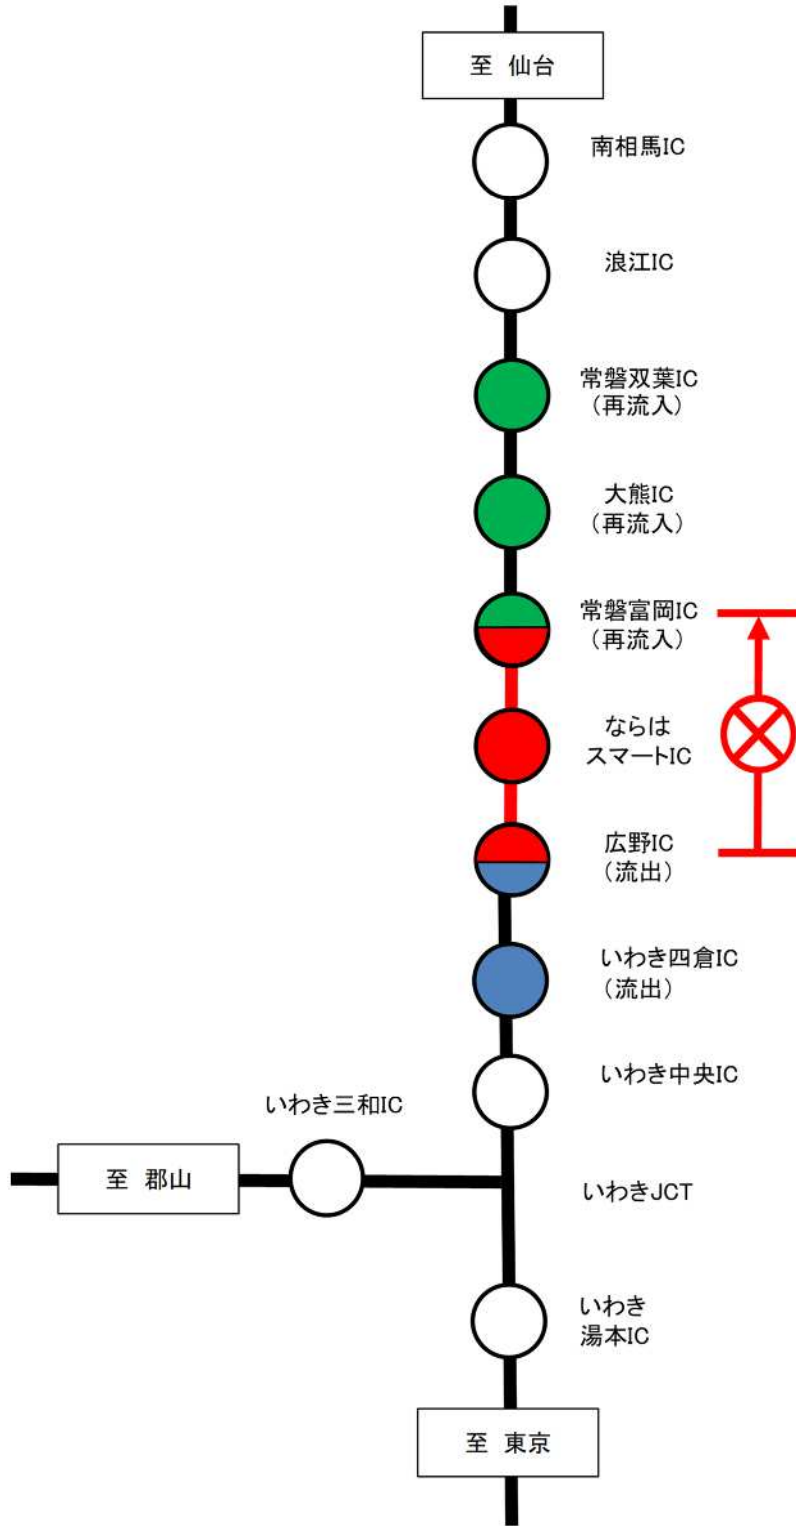 至 仙台
南相馬IC
浪江IC
常磐双葉IC
（再流入）
大熊IC
（再流入）
常磐富岡IC
（再流入）
ならは
スマートIC
広野IC
（流出）
いわき四倉IC
（流出）
いわき中央IC
いわき三和IC
至 郡山
いわきJCT
いわき
湯本IC
至 東京